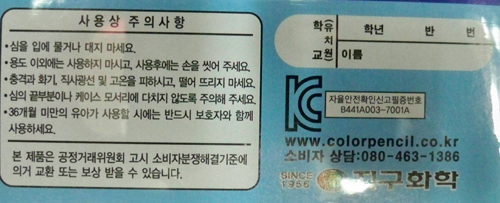 사용상 주의사항
•심을 입에 물거나 대지 마세요.
•용도 이외에는 사용하지 마시고, 사용후에는 손을 씻어 주세요.
•충격과 화기, 직사광선 및 고온을 피하시고, 떨어 뜨리지 마세요.
•심의 끝부분이나 케이스 모서리에 다치지 않도록 주의해 주세요.
•36개월 미만의 유아가 사용할 시에는 반드시 보호자와 함께
사용하세요.
본 제품은 공정거래위원회 고시 소비자분쟁해결기준에
의거 교환 또는 보상 받을 수 있습니다.
학유 학년 반 번
치
교원 이름
KC
자율안전확인신고필증번호
B441A003-7001A
www.colorpencil.co.kr
소비자 상담:080-463-1386
SINCE 1956 지구화학